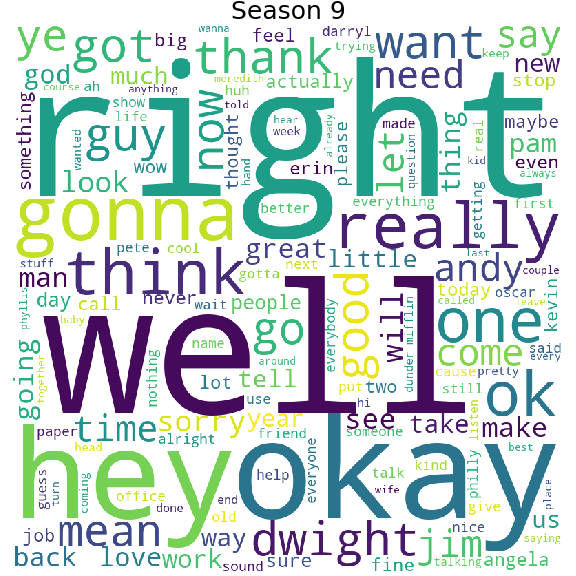 Season 9
ye
got
big
wanna
feel
darryl
trying
want
keep
say
course
ah
meredith
thank
need
new
god
much
anything
huh
actually
stop
something
show
told
life
right
wow
guy
now
thought
hear
week
hand
wanted
already
please
let
made
question
thing
real
kid
maybe
pam
even
always
look
erin
better
everything
getting
first
gonna
really
stuff
pete
cool
great
little
last
couple
man
think
gotta
next
andy
day
call
never
wait
people
good
will
today
oscar
called
leave
kevin
phyllis
baby
name
go
everybody
dunder mifflin
one
come
said
every
well
around
going
together
nothing
lot
use
tell
put
two
cause
still
pretty
ok
hi
time
sorry
year
see
take
make
paper
alright
friend
someone
listen
hey
okay
head
guess
turn
coming
office
help
everyone
talk
kind
philly
best
place
job
mean
done
end
old
way
dwight
wife
jim
give
nice
us
saying
back
love
work
sound
sure
fine
talking
angela